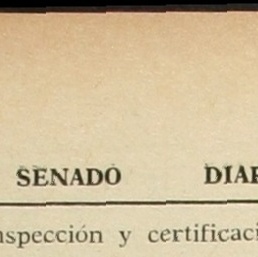 SENADO DIAR
nspección y certificaci